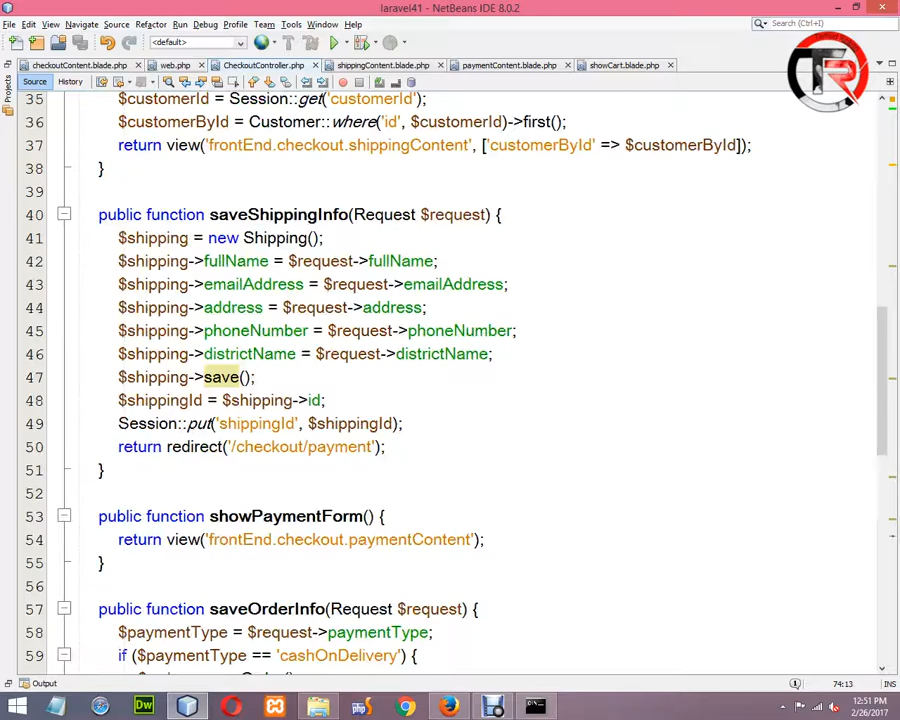 laravel41 - NetBeans IDE 8.0.2
File Edit View Navigate Source Refactor Run Debug Profile Team Tools Window Help
<default>
Search (Ctrl+I)
checkoutContent.blade.php web.php CheckoutController.php shippingContent.blade.php paymentContent.blade.php showCart.blade.php
Source History
Projects
35 $customerId = Session::get('customerId');
36 $customerById = Customer::where('id', $customerId)->first();
37 return view('frontEnd.checkout.shippingContent', ['customerById' => $customerById]);
38 }
39
40 public function saveShippingInfo(Request $request) {
41 $shipping = new Shipping();
42 $shipping->fullName = $request->fullName;
43 $shipping->emailAddress = $request->emailAddress;
44 $shipping->address = $request->address;
45 $shipping->phoneNumber = $request->phoneNumber;
46 $shipping->districtName = $request->districtName;
47 $shipping->save();
48 $shippingId = $shipping->id;
49 Session::put('shippingId', $shippingId);
50 return redirect('/checkout/payment');
51 }
52
53 public function showPaymentForm() {
54 return view('frontEnd.checkout.paymentContent');
55 }
56
57 public function saveOrderInfo(Request $request) {
58 $paymentType = $request->paymentType;
59 if ($paymentType == 'cashOnDelivery') {
Output
74:13 INS
Dw
12:51 PM
2/26/2017